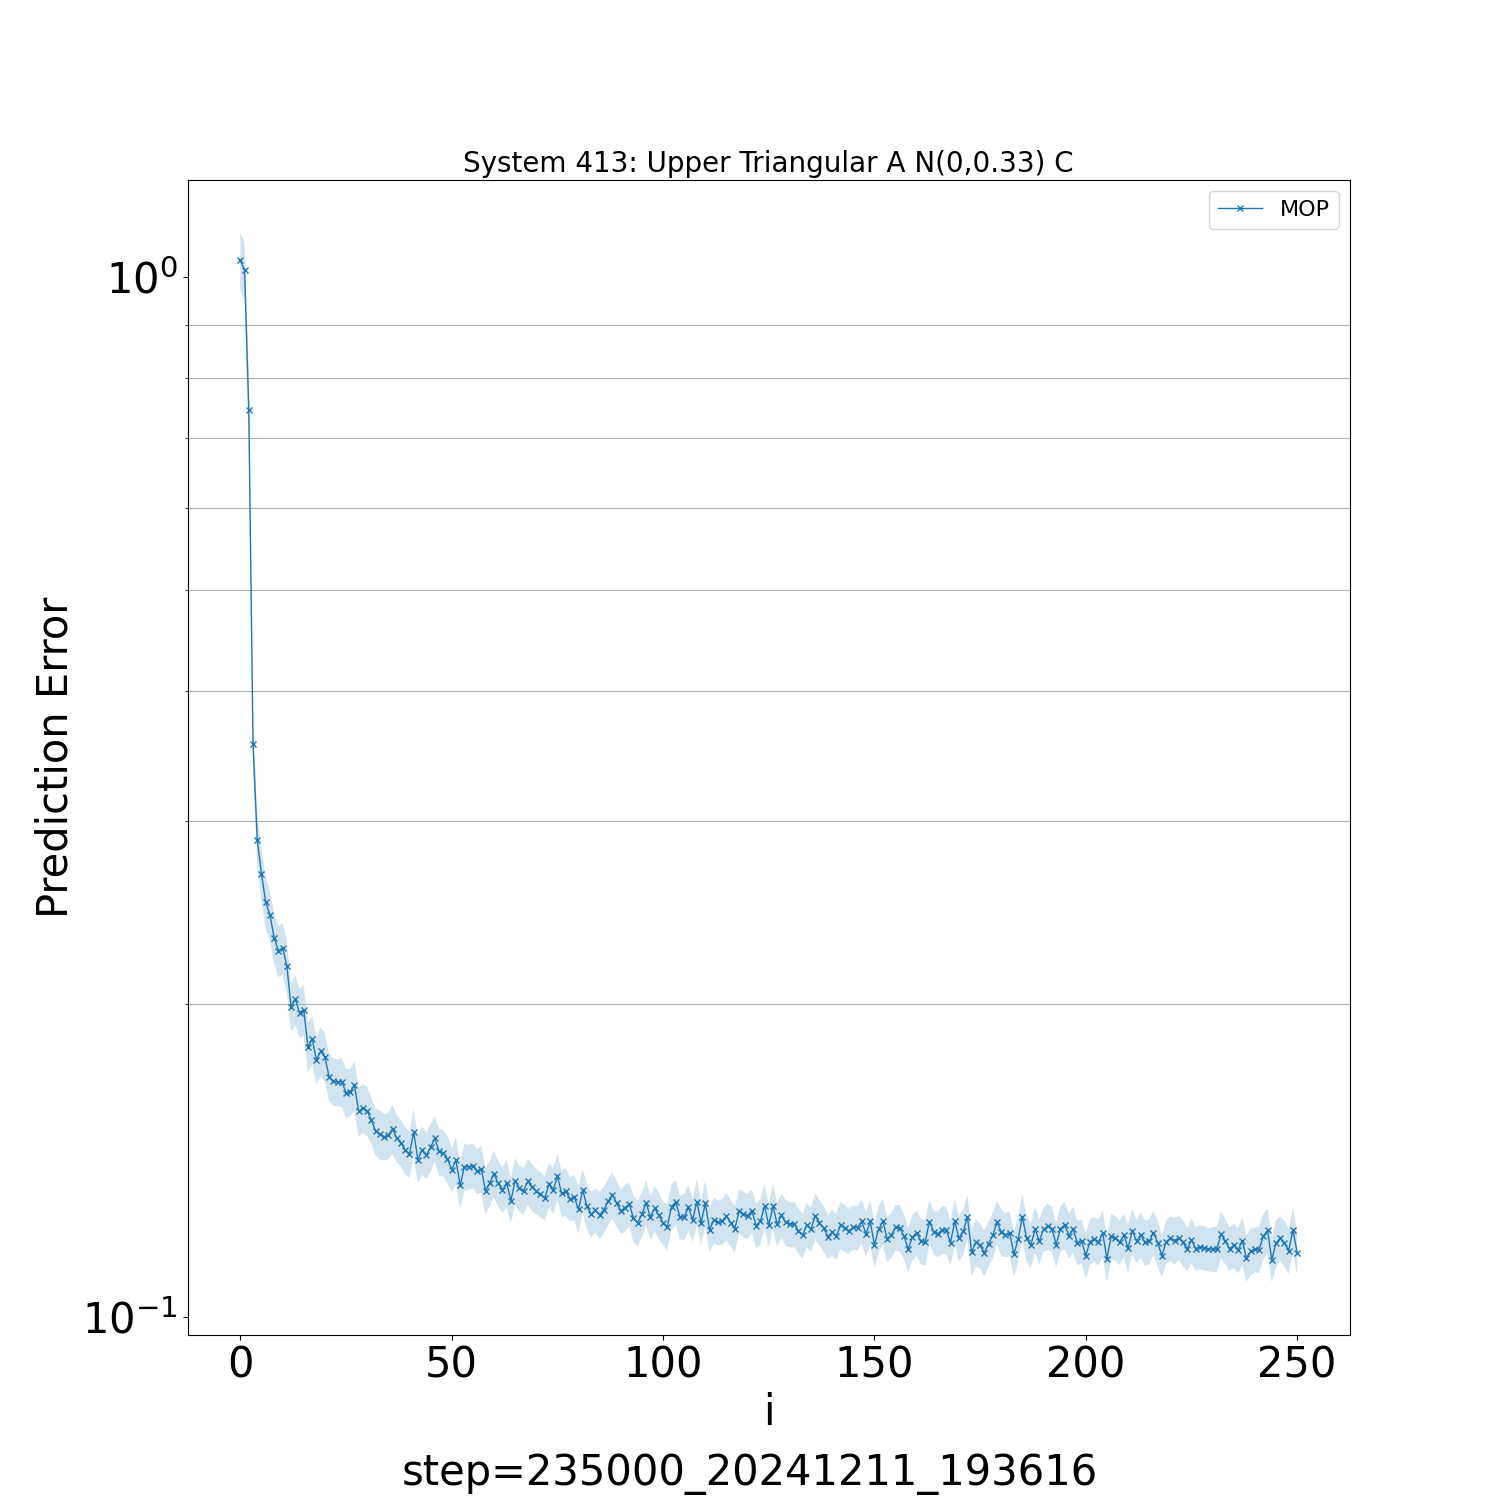 System 413: Upper Triangular A N(0,0.33) C
MOP
10⁰
10⁻¹
Prediction Error
0 50 100 150 200 250
i
step=235000_20241211_193616